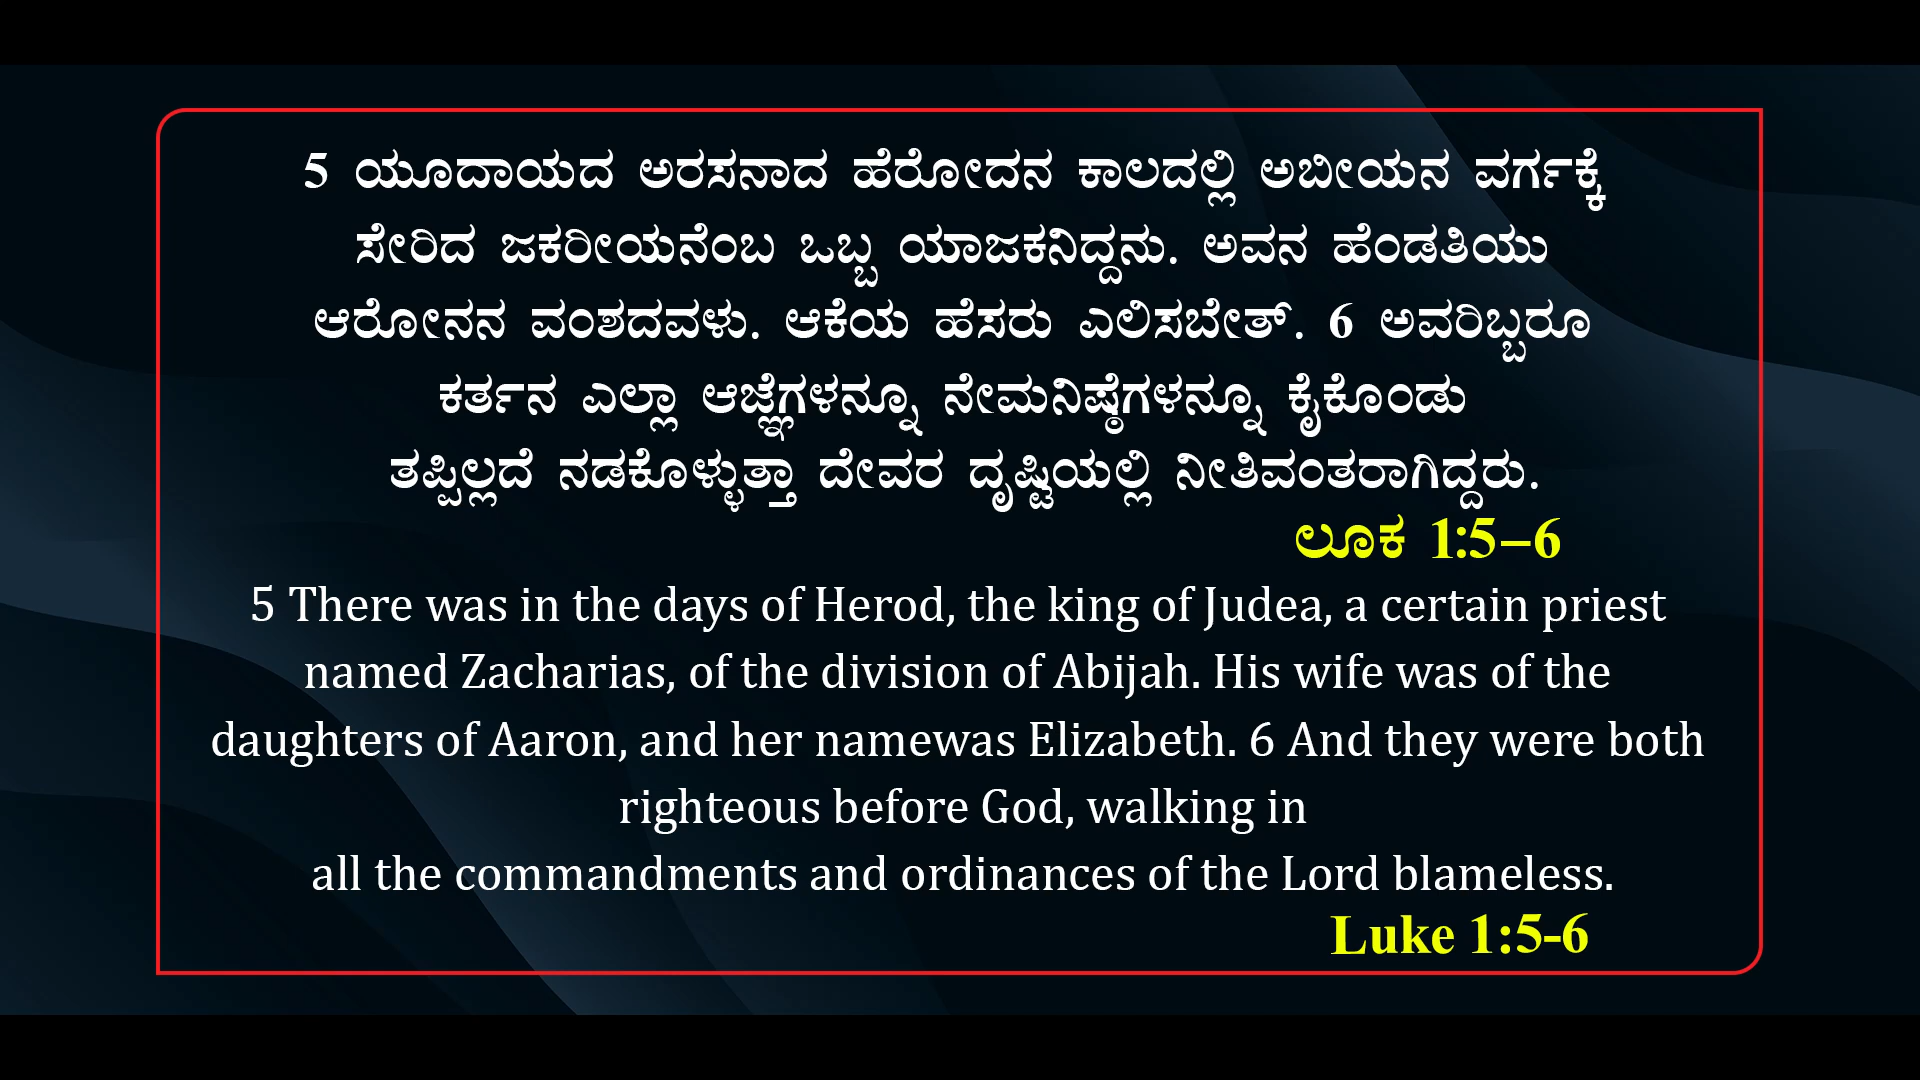 5 ಯೂದಾಯದ ಅರಸನಾದ ಹೆರೋದನ ಕಾಲದಲ್ಲಿ ಅಬೀಯನ ವರ್ಗಕ್ಕೆ
ಸೇರಿದ ಜಕರೀಯನೆಂಬ ಒಬ್ಬ ಯಾಜಕನಿದ್ದನು. ಅವನ ಹೆಂಡತಿಯು
ಆರೋನನ ವಂಶದವಳು. ಆಕೆಯ ಹೆಸರು ಎಲಿಸಬೇತ್. 6 ಅವರಿಬ್ಬರೂ
ಕರ್ತನ ಎಲ್ಲಾ ಆಜ್ಞೆಗಳನ್ನೂ ನೇಮನಿಷ್ಠೆಗಳನ್ನೂ ಕೈಕೊಂಡು
ತಪ್ಪಿಲ್ಲದೆ ನಡಕೊಳ್ಳುತ್ತಾ ದೇವರ ದೃಷ್ಟಿಯಲ್ಲಿ ನೀತಿವಂತರಾಗಿದ್ದರು.
ಲೂಕ 1:5–6
5 There was in the days of Herod, the king of Judea, a certain priest
named Zacharias, of the division of Abijah. His wife was of the
daughters of Aaron, and her namewas Elizabeth. 6 And they were both
righteous before God, walking in
all the commandments and ordinances of the Lord blameless.
Luke 1:5-6